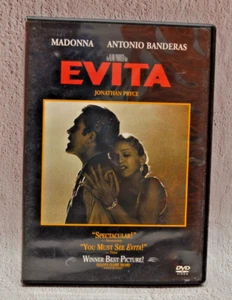 MADONNA ANTONIO BANDERAS
EVITA
JONATHAN PRYCE
"SPECTACULAR!"
"YOU MUST SEE EVITA!"
WINNER BEST PICTURE!
DVD